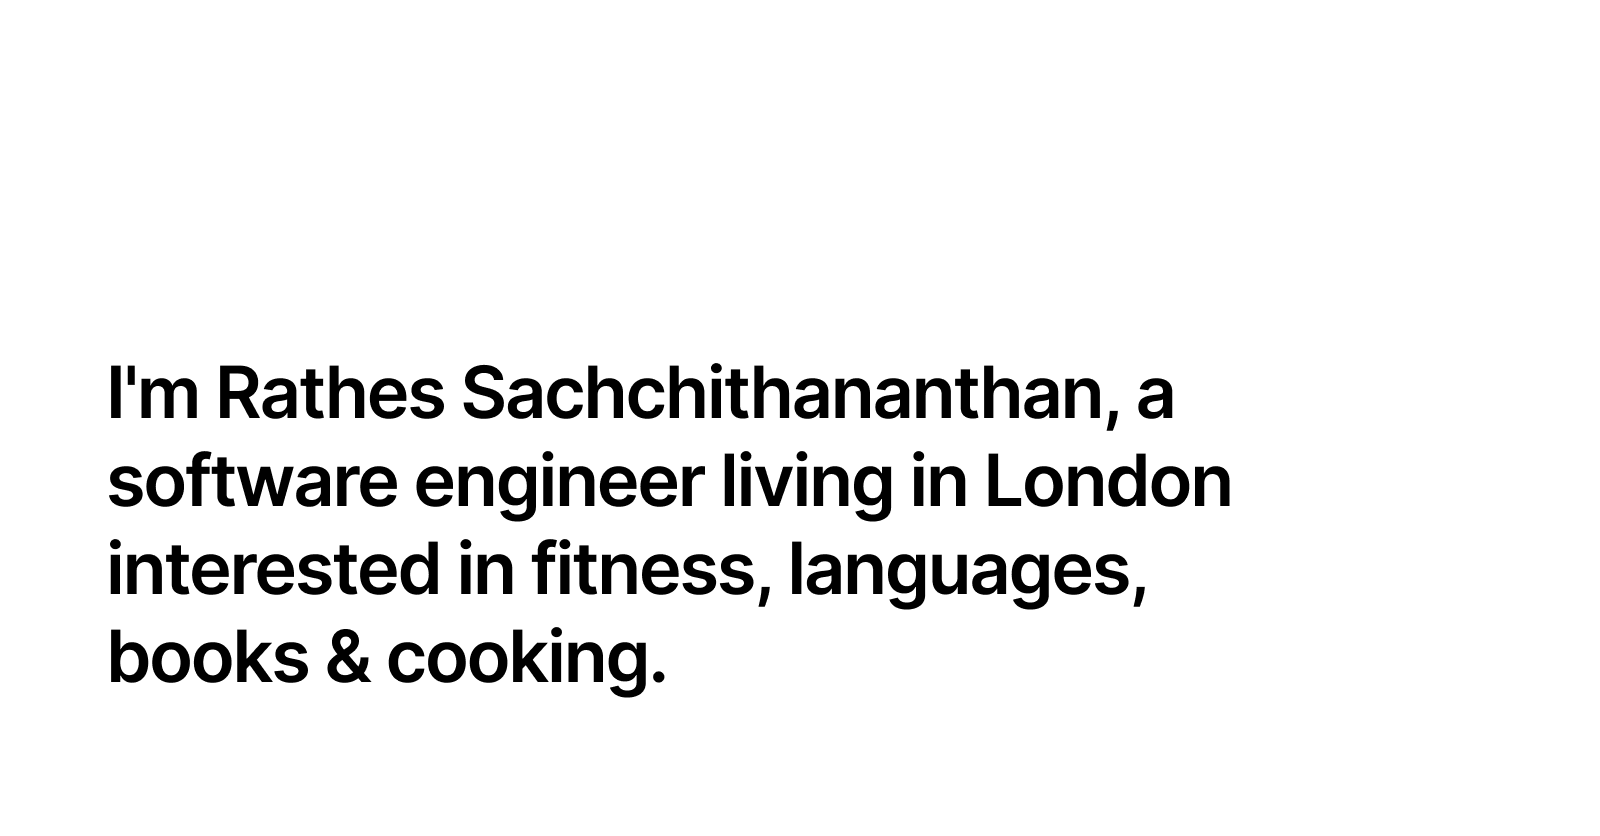 I'm Rathes Sachchithananthan, a
software engineer living in London
interested in fitness, languages,
books & cooking.